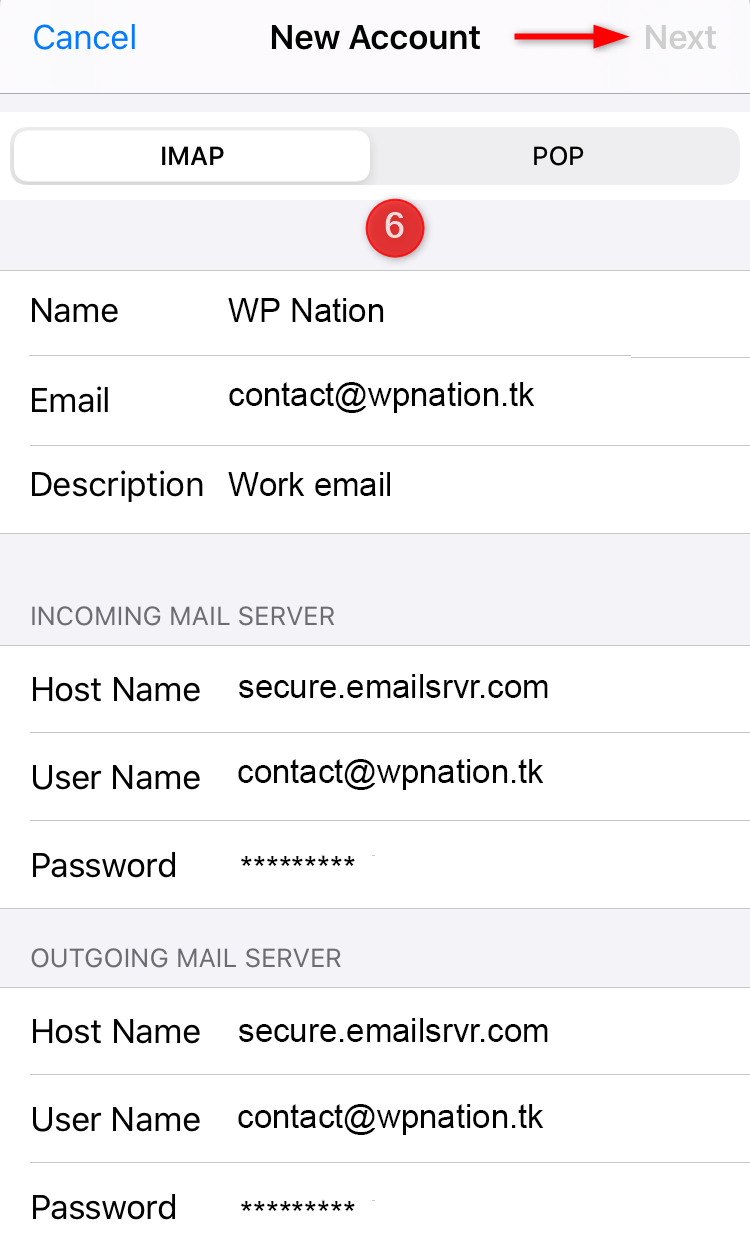 Cancel New Account Next
IMAP POP
6
Name WP Nation
Email contact@wpnation.tk
Description Work email
INCOMING MAIL SERVER
Host Name secure.emailsrvr.com
User Name contact@wpnation.tk
Password *********
OUTGOING MAIL SERVER
Host Name secure.emailsrvr.com
User Name contact@wpnation.tk
Password *********